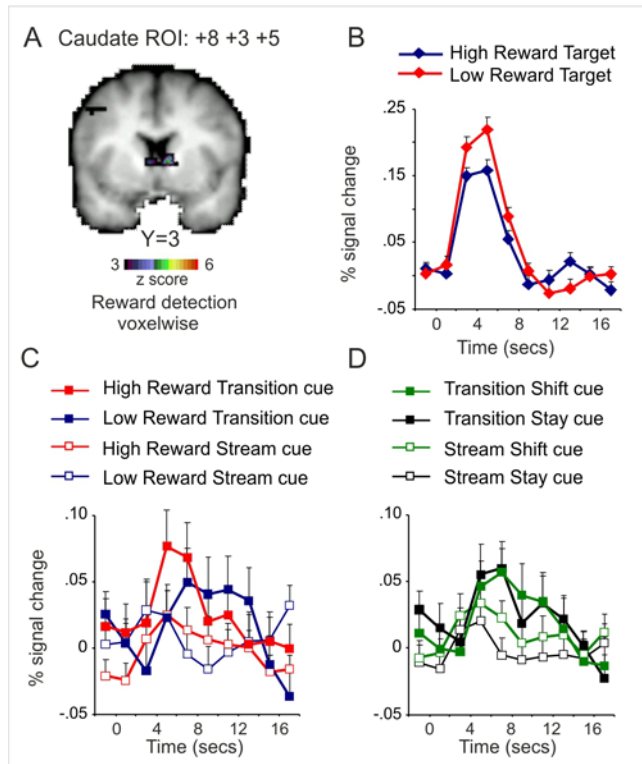 A Caudate ROI: +8 +3 +5
Y=3
3 6
z score
Reward detection
voxelwise
B
High Reward Target
Low Reward Target
.25
.15
.05
-.05
% signal change
0 4 8 12 16
Time (secs)
C
High Reward Transition cue
Low Reward Transition cue
High Reward Stream cue
Low Reward Stream cue
.10
.05
0
-.05
% signal change
0 4 8 12 16
Time (secs)
D
Transition Shift cue
Transition Stay cue
Stream Shift cue
Stream Stay cue
.10
.05
0
-.05
% signal change
0 4 8 12 16
Time (secs)